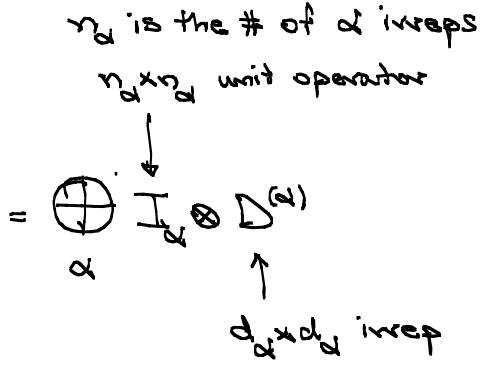 n_α is the # of α irreps
n_α×n_α unit operator
↓
= ⊕_α I_α ⊗ D^(α)
↑
d_α×d_α irrep